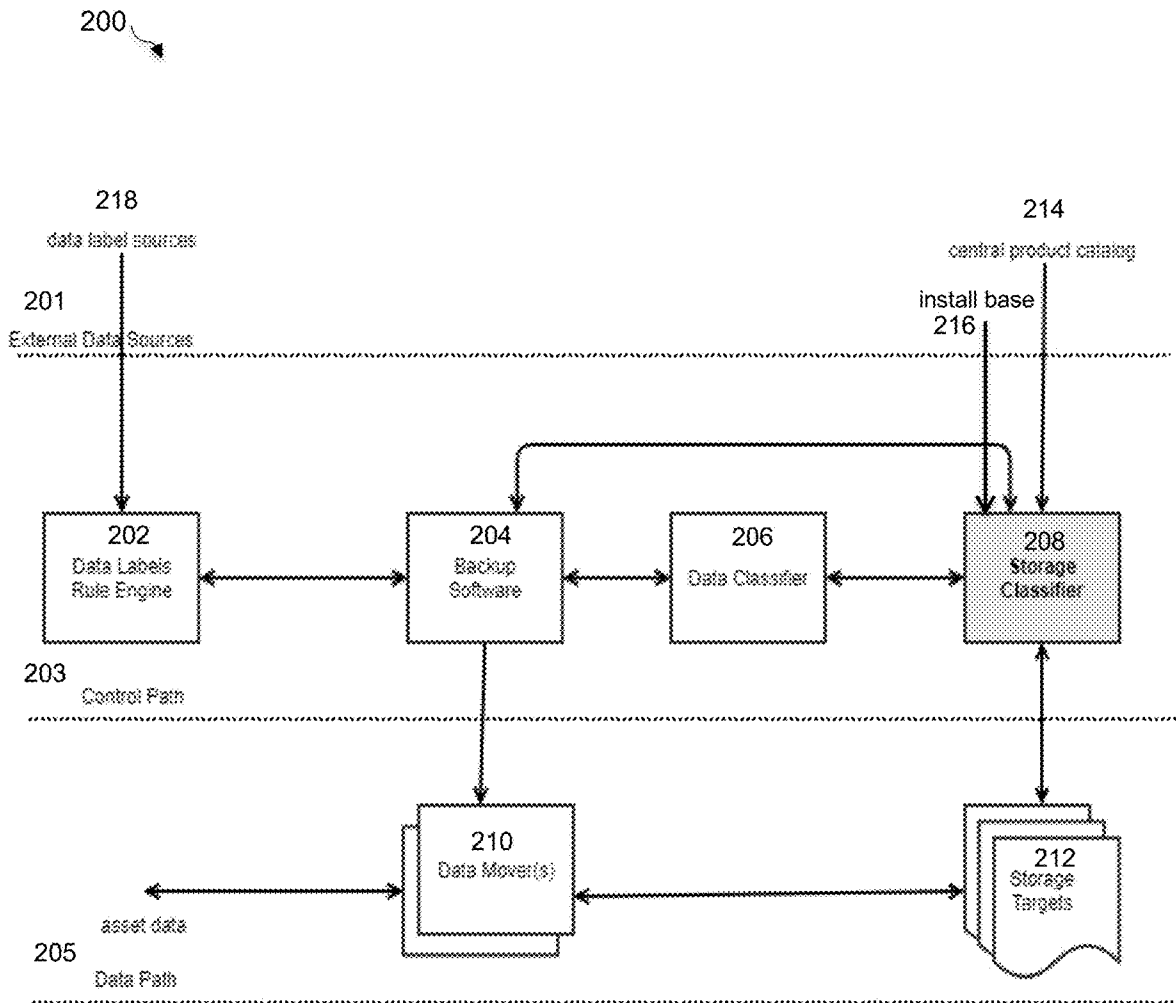 200
218
data label sources
214
central product catalog
201
External Data Sources
install base
216
202
Data Labels
Rule Engine
204
Backup
Software
206
Data Classifier
208
Storage
Classifier
203
Control Path
210
Data Mover(s)
212
Storage
Targets
asset data
205
Data Path